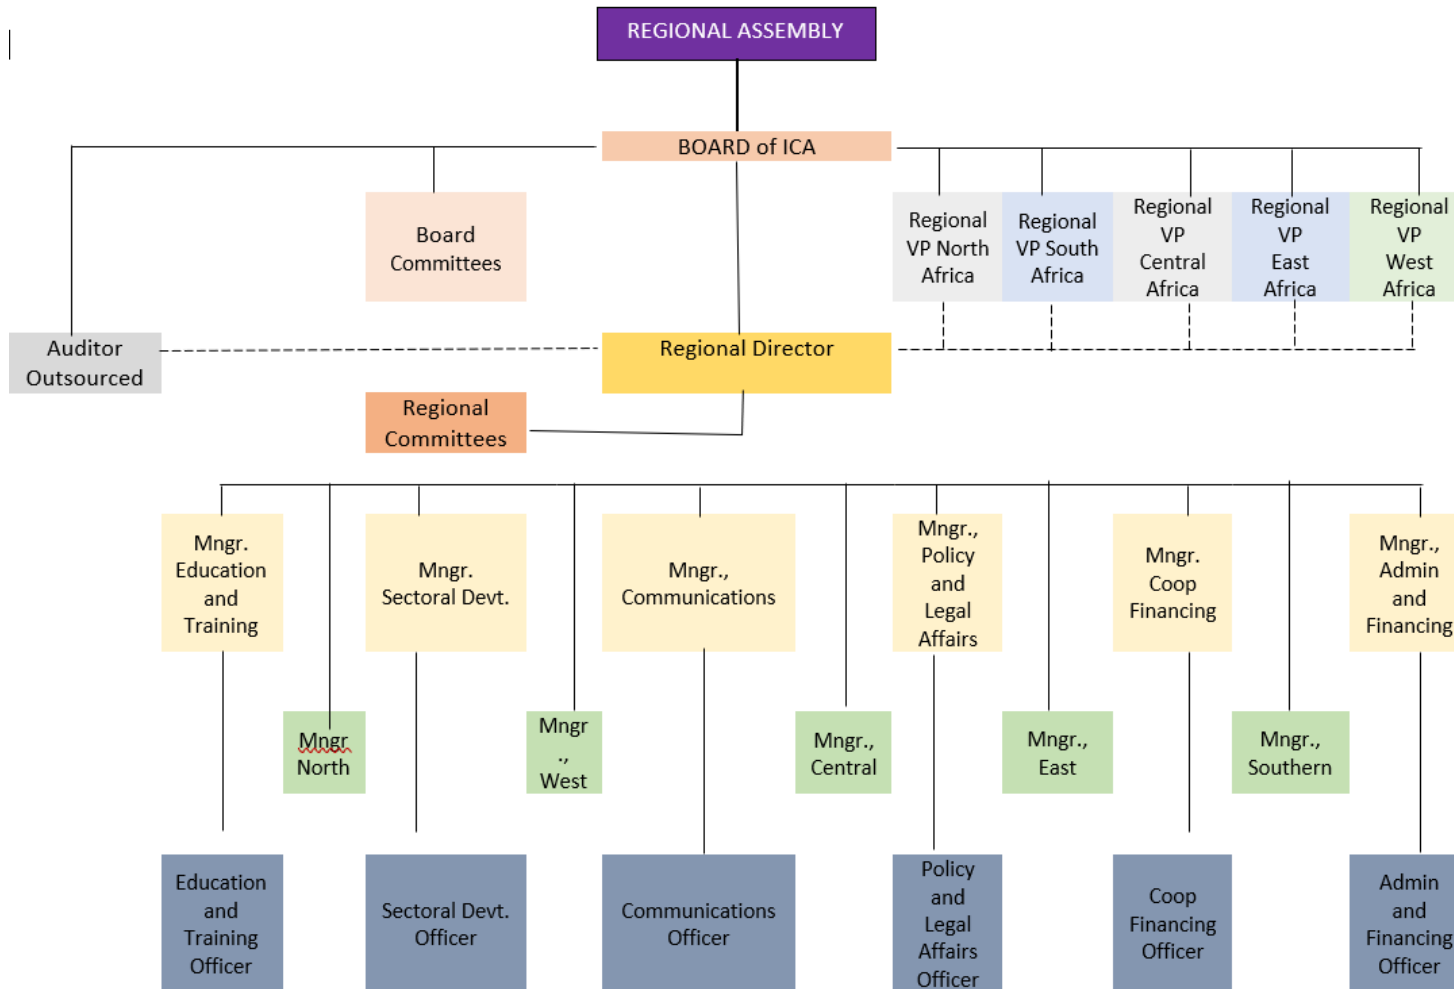 REGIONAL ASSEMBLY
BOARD of ICA
Board
Committees
Regional
VP North
Africa
Regional
VP South
Africa
Regional
VP
Central
Africa
Regional
VP
East
Africa
Regional
VP
West
Africa
Auditor
Outsourced
Regional Director
Regional
Committees
Mngr.
Education
and
Training
Mngr.
Sectoral Devt.
Mngr.,
Communications
Mngr.,
Policy
and
Legal
Affairs
Mngr.
Coop
Financing
Mngr.,
Admin
and
Financing
Mngr
North
Mngr
.,
West
Mngr.,
Central
Mngr.,
East
Mngr.,
Southern
Education
and
Training
Officer
Sectoral Devt.
Officer
Communications
Officer
Policy
and
Legal
Affairs
Officer
Coop
Financing
Officer
Admin
and
Financing
Officer